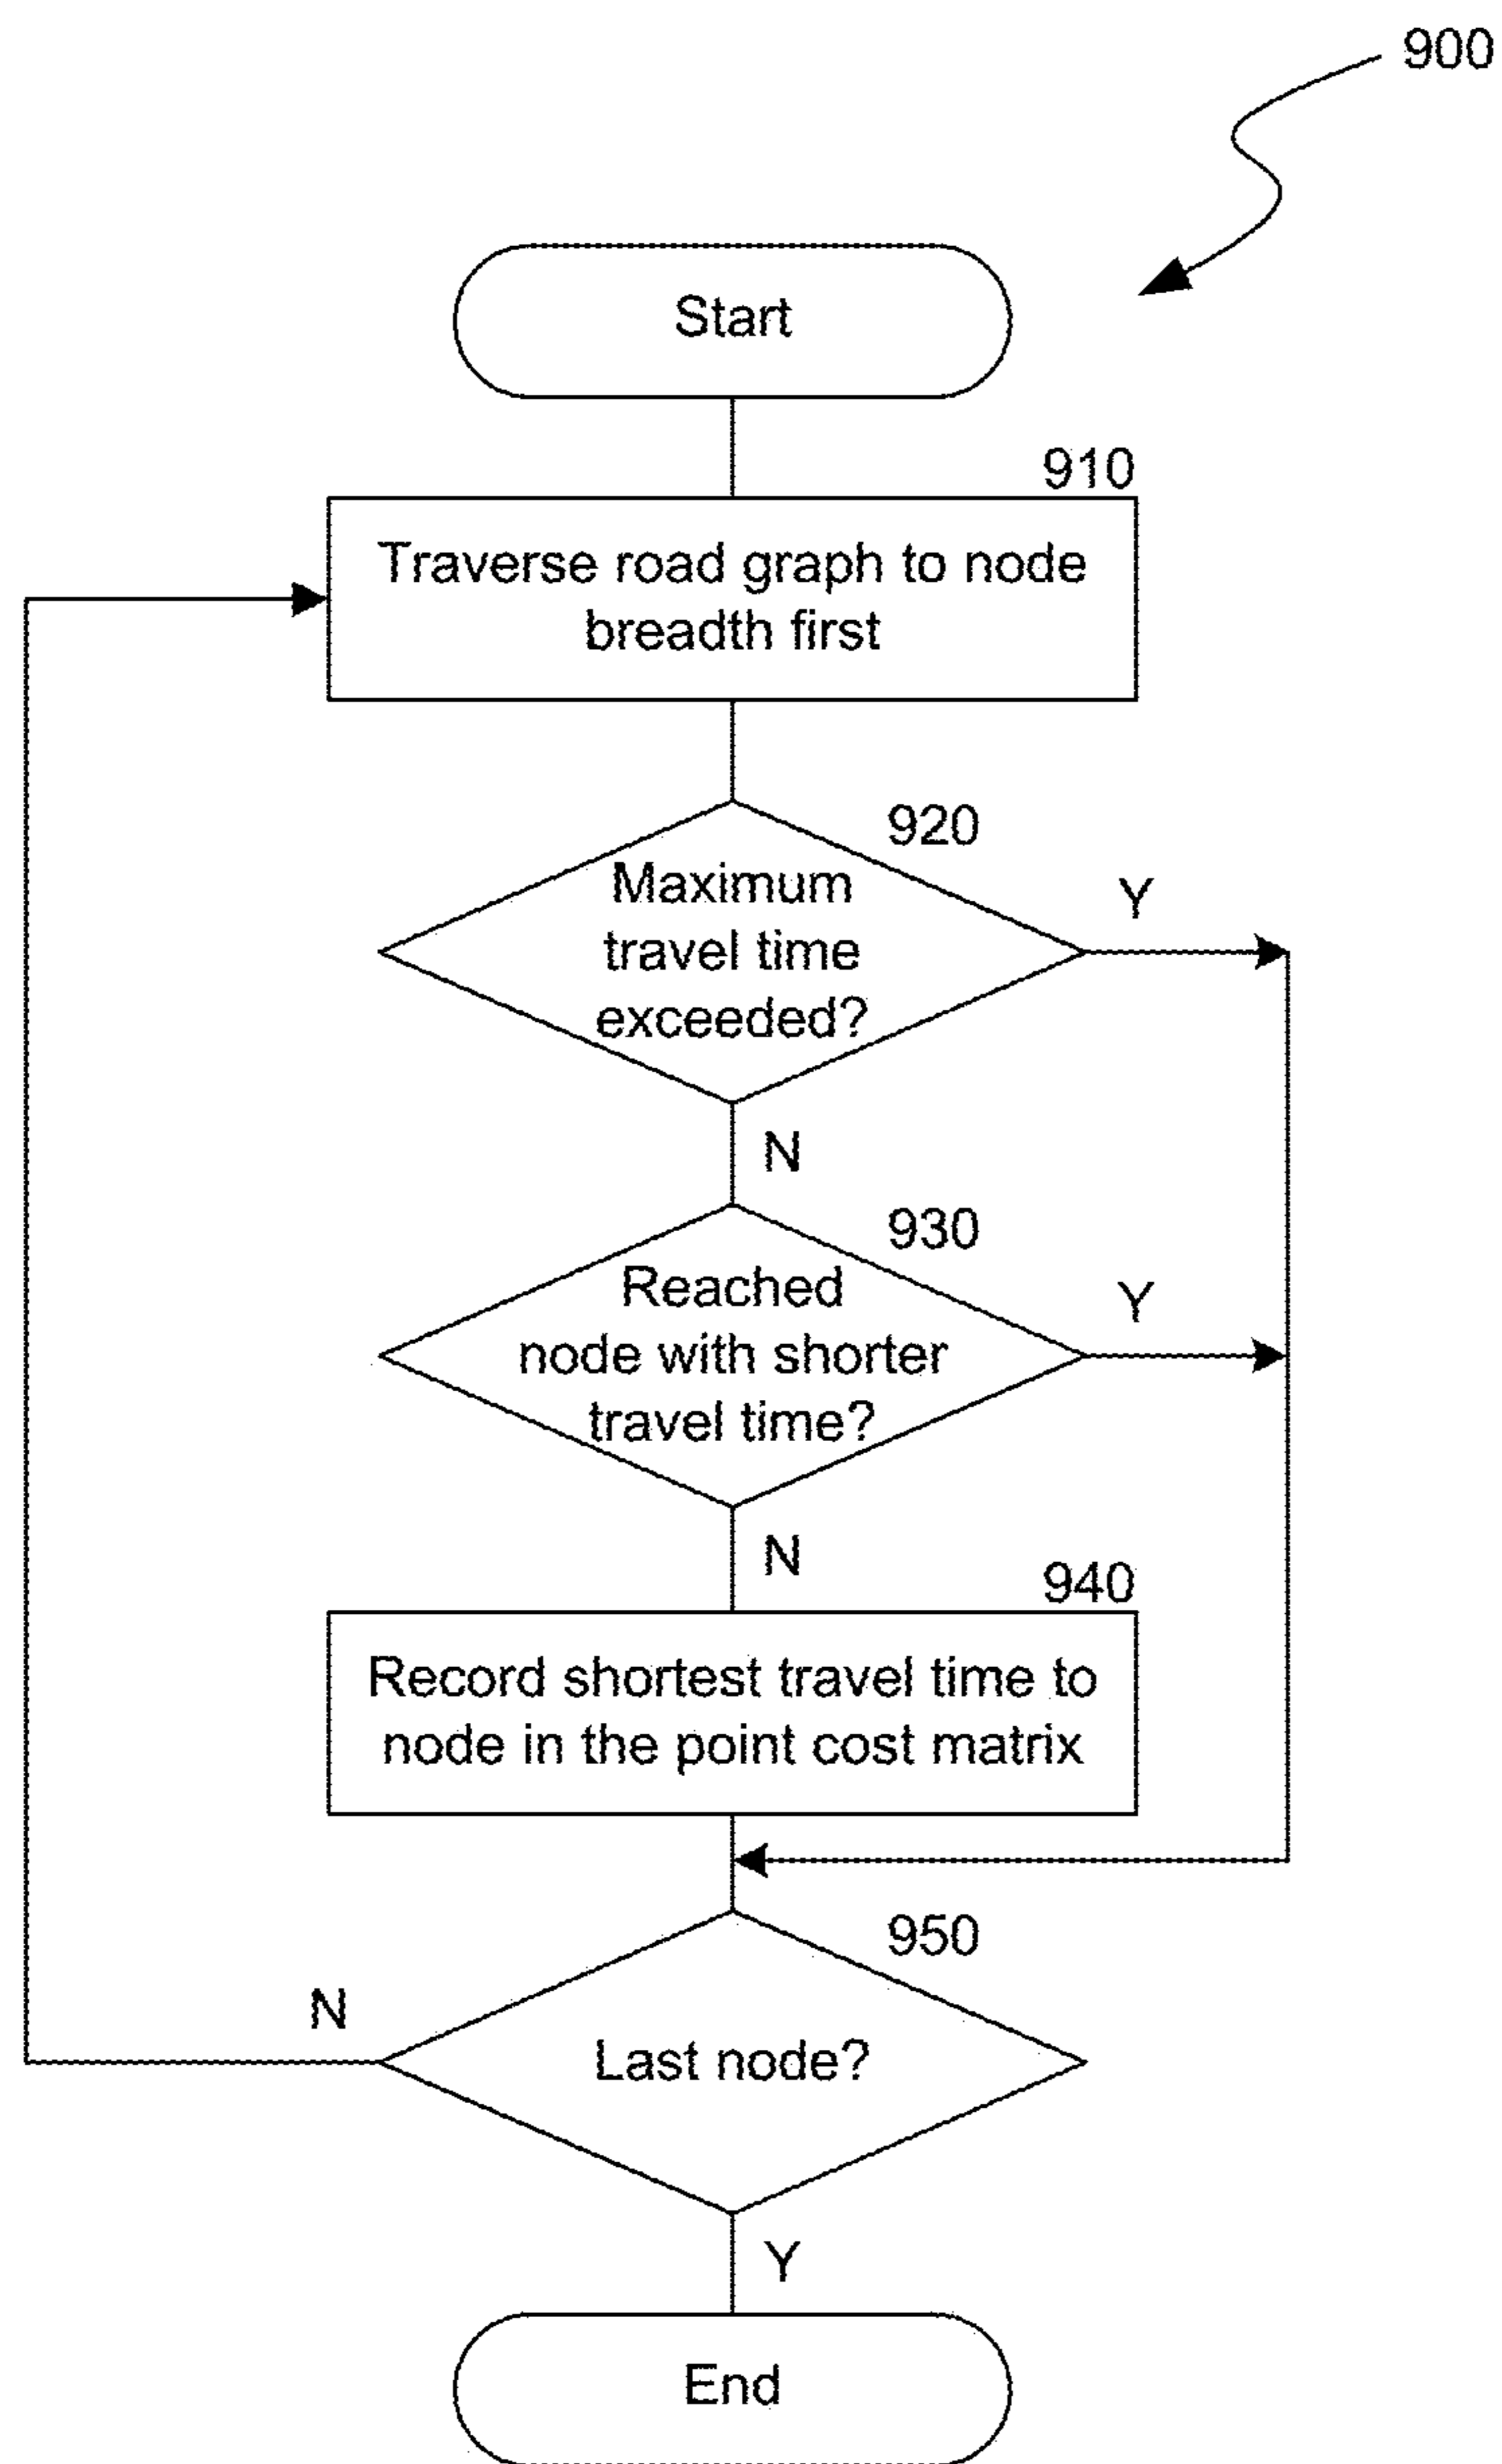 900
Start
910
Traverse road graph to node
breadth first
920
Maximum
travel time
exceeded?
Y
N
930
Reached
node with shorter
travel time?
Y
N
940
Record shortest travel time to
node in the point cost matrix
950
N
Last node?
Y
End